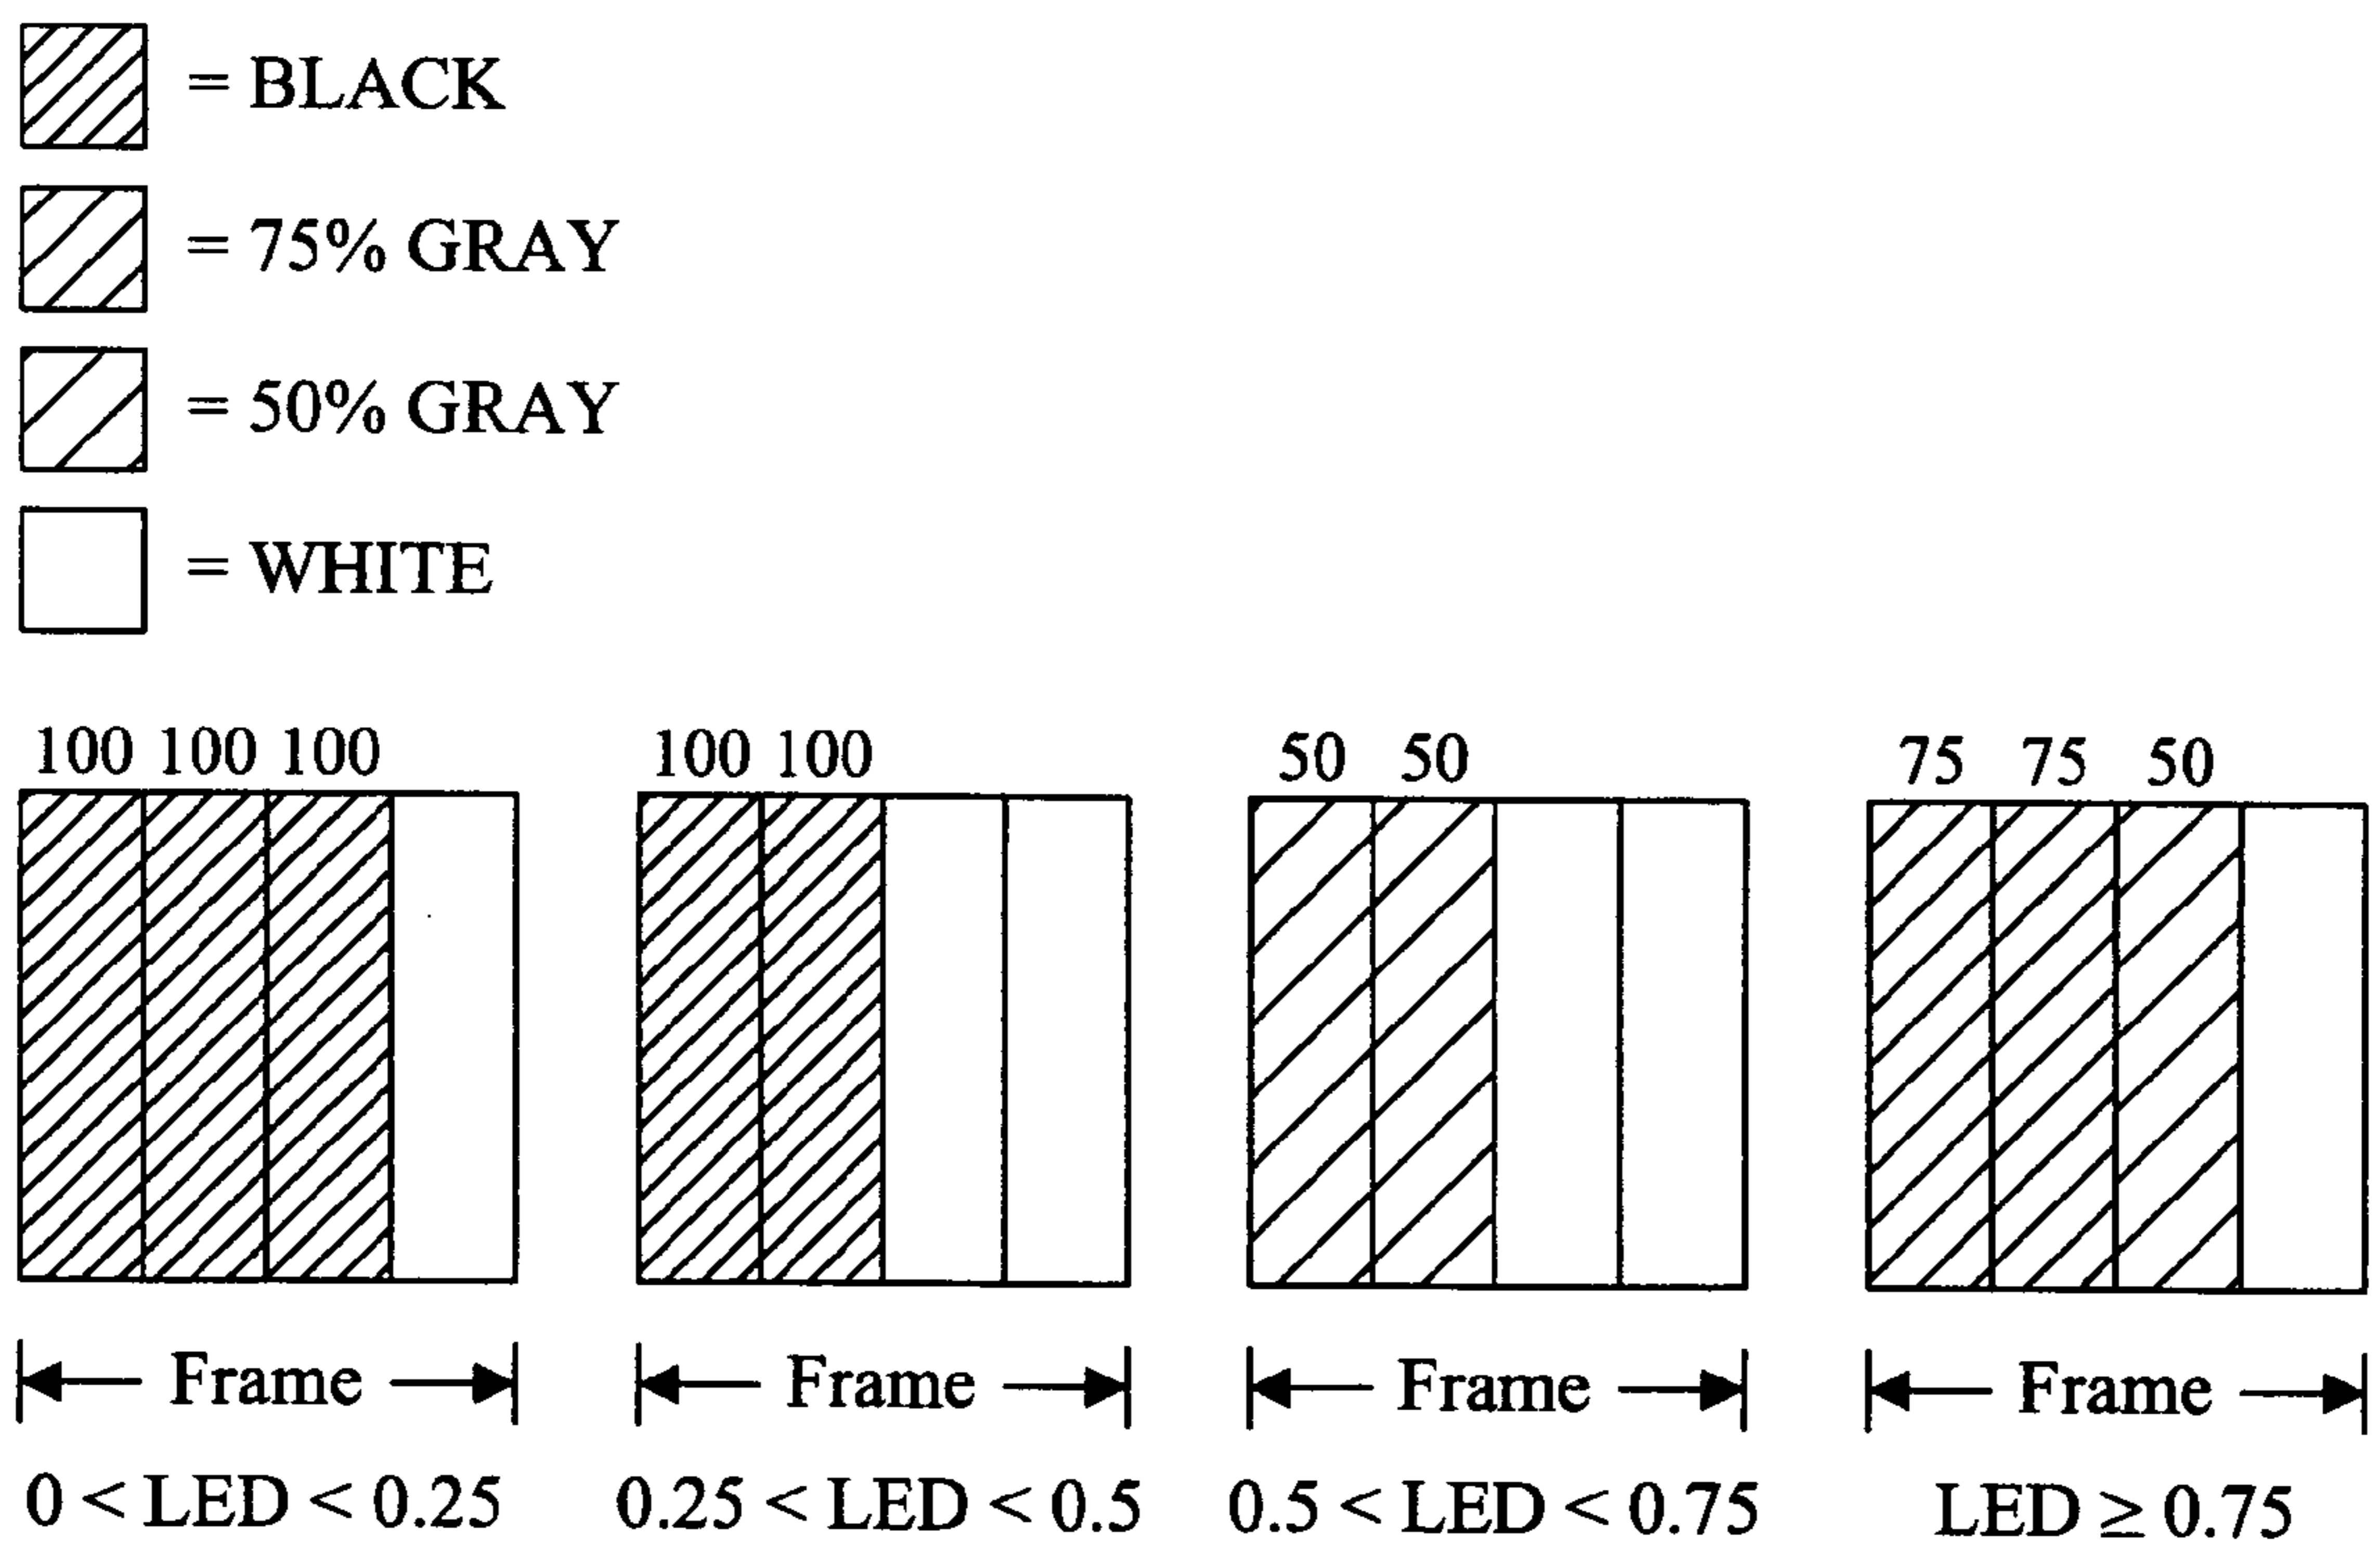 = BLACK
= 75% GRAY
= 50% GRAY
= WHITE
100 100 100
100 100
50 50
75 75 50
Frame
Frame
Frame
Frame
0 < LED < 0.25
0.25 < LED < 0.5
0.5 < LED < 0.75
LED ≥ 0.75